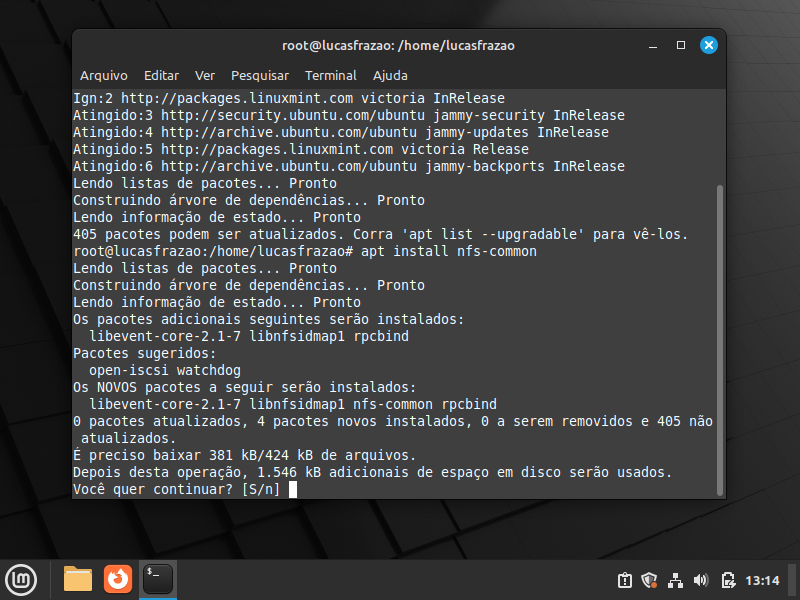 root@lucasfrazao: /home/lucasfrazao
Arquivo Editar Ver Pesquisar Terminal Ajuda
Ign:2 http://packages.linuxmint.com victoria InRelease
Atingido:3 http://security.ubuntu.com/ubuntu jammy-security InRelease
Atingido:4 http://archive.ubuntu.com/ubuntu jammy-updates InRelease
Atingido:5 http://packages.linuxmint.com victoria Release
Atingido:6 http://archive.ubuntu.com/ubuntu jammy-backports InRelease
Lendo listas de pacotes... Pronto
Construindo árvore de dependências... Pronto
Lendo informação de estado... Pronto
405 pacotes podem ser atualizados. Corra 'apt list --upgradable' para vê-los.
root@lucasfrazao:/home/lucasfrazao# apt install nfs-common
Lendo listas de pacotes... Pronto
Construindo árvore de dependências... Pronto
Lendo informação de estado... Pronto
Os pacotes adicionais seguintes serão instalados:
  libevent-core-2.1-7 libnfsidmap1 rpcbind
Pacotes sugeridos:
  open-iscsi watchdog
Os NOVOS pacotes a seguir serão instalados:
  libevent-core-2.1-7 libnfsidmap1 nfs-common rpcbind
0 pacotes atualizados, 4 pacotes novos instalados, 0 a serem removidos e 405 não
 atualizados.
É preciso baixar 381 kB/424 kB de arquivos.
Depois desta operação, 1.546 kB adicionais de espaço em disco serão usados.
Você quer continuar? [S/n]
$_
13:14